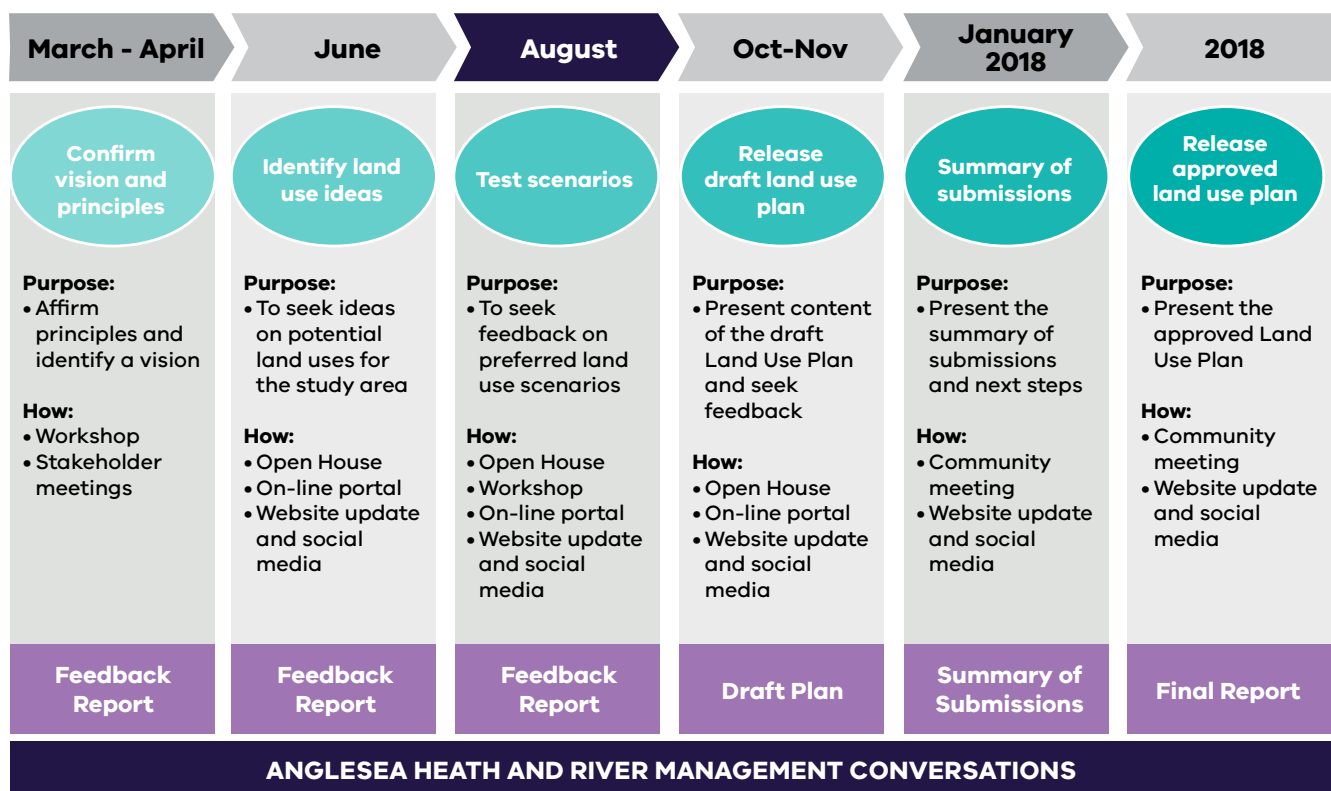 March - April
June
August
Oct-Nov
January
2018
2018
Confirm
vision and
principles
Purpose:
• Affirm
principles and
identify a vision
How:
• Workshop
• Stakeholder
meetings
Feedback
Report
Identify land
use ideas
Purpose:
• To seek ideas
on potential
land uses for
the study area
How:
• Open House
• On-line portal
• Website update
and social
media
Feedback
Report
Test scenarios
Purpose:
• To seek
feedback on
preferred land
use scenarios
How:
• Open House
• Workshop
• On-line portal
• Website update
and social
media
Feedback
Report
Release
draft land use
plan
Purpose:
• Present content
of the draft
Land Use Plan
and seek
feedback
How:
• Open House
• On-line portal
• Website update
and social
media
Draft Plan
Summary of
submissions
Purpose:
• Present the
summary of
submissions
and next steps
How:
• Community
meeting
• Website update
and social
media
Summary of
Submissions
Release
approved
land use plan
Purpose:
• Present the
approved Land
Use Plan
How:
• Community
meeting
• Website update
and social
media
Final Report
ANGLESEA HEATH AND RIVER MANAGEMENT CONVERSATIONS